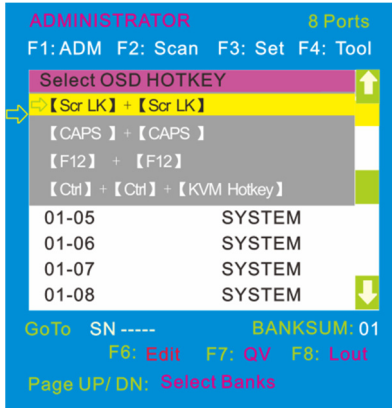 ADMINISTRATOR 8 Ports
F1: ADM F2: Scan F3: Set F4: Tool
Select OSD HOTKEY
【Scr LK】+【Scr LK】
【CAPS 】+【CAPS 】
【F12】 + 【F12】
【Ctrl】+【Ctrl】+【KVM Hotkey】
01-05 SYSTEM
01-06 SYSTEM
01-07 SYSTEM
01-08 SYSTEM
GoTo SN ----- BANKSUM: 01
F6: Edit F7: QV F8: Lout
Page UP/ DN: Select Banks